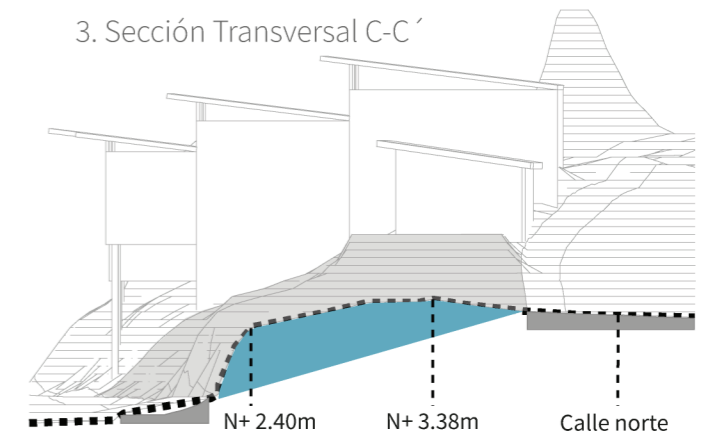 3. Sección Transversal C-C´
N+ 2.40m
N+ 3.38m
Calle norte